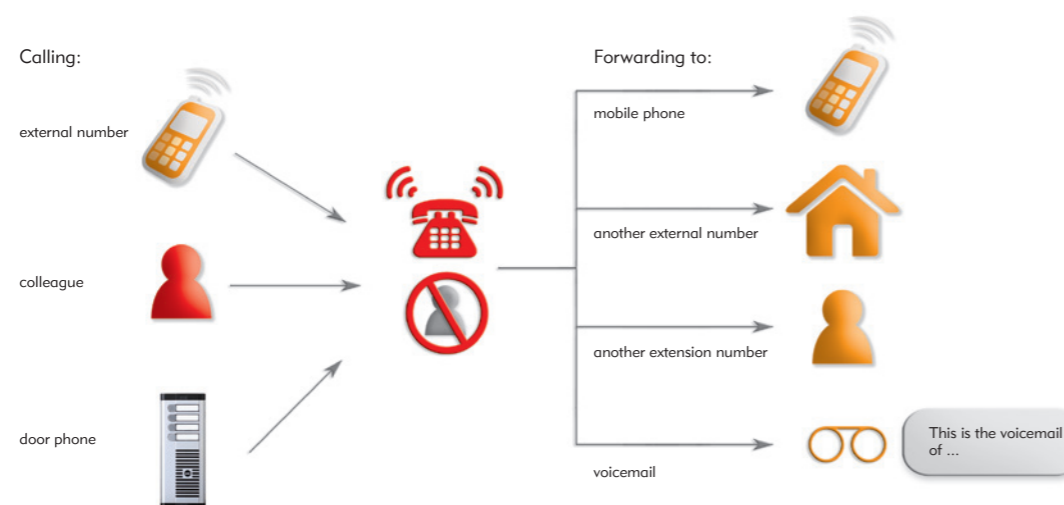 Calling:
external number
colleague
door phone
Forwarding to:
mobile phone
another external number
another extension number
voicemail
This is the voicemail
of ...